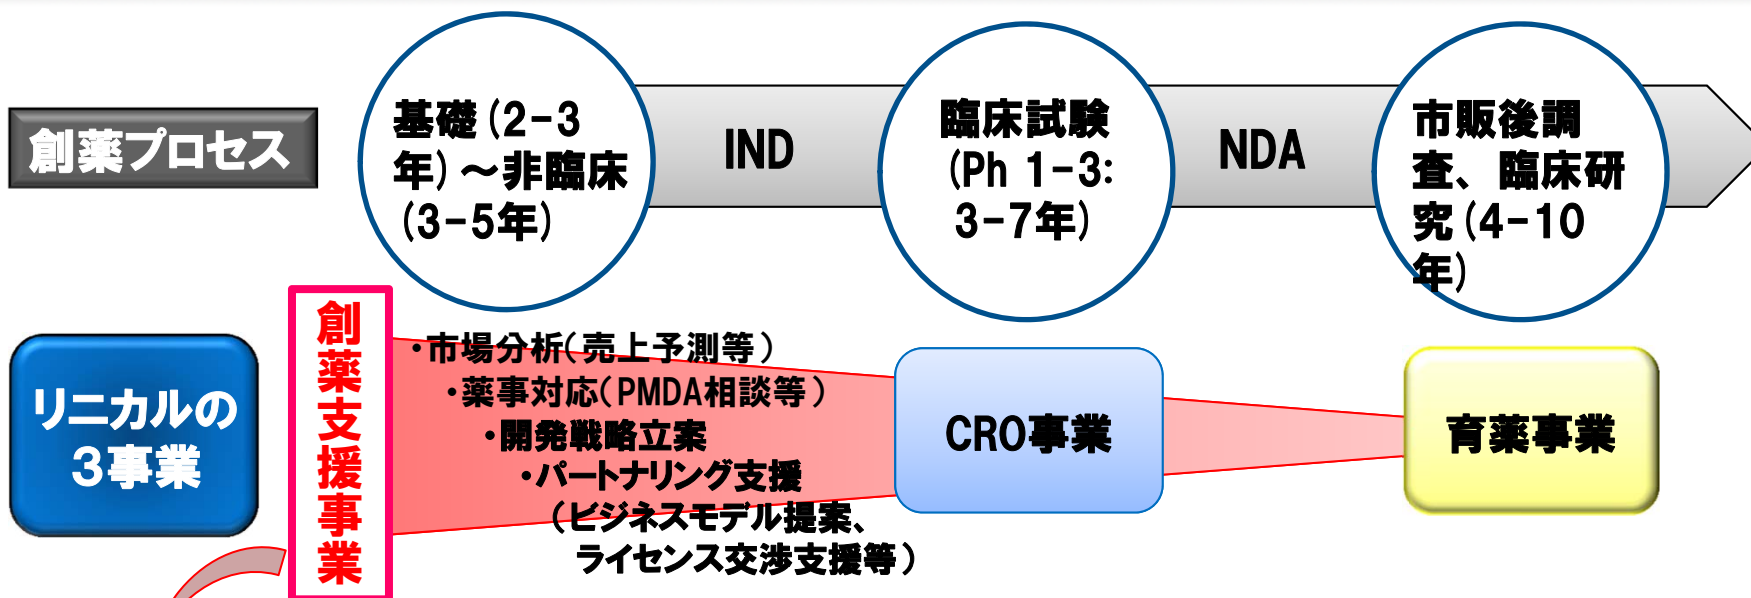 創薬プロセス
基礎(2-3
年)～非臨床
(3-5年)
IND
臨床試験
(Ph 1-3:
3-7年)
NDA
市販後調
査、臨床研
究(4-10
年)
リニカルの
3事業
創薬支援事業
・市場分析(売上予測等)
・薬事対応(PMDA相談等)
・開発戦略立案
・パートナリング支援
(ビジネスモデル提案、
ライセンス交渉支援等)
CRO事業
育薬事業